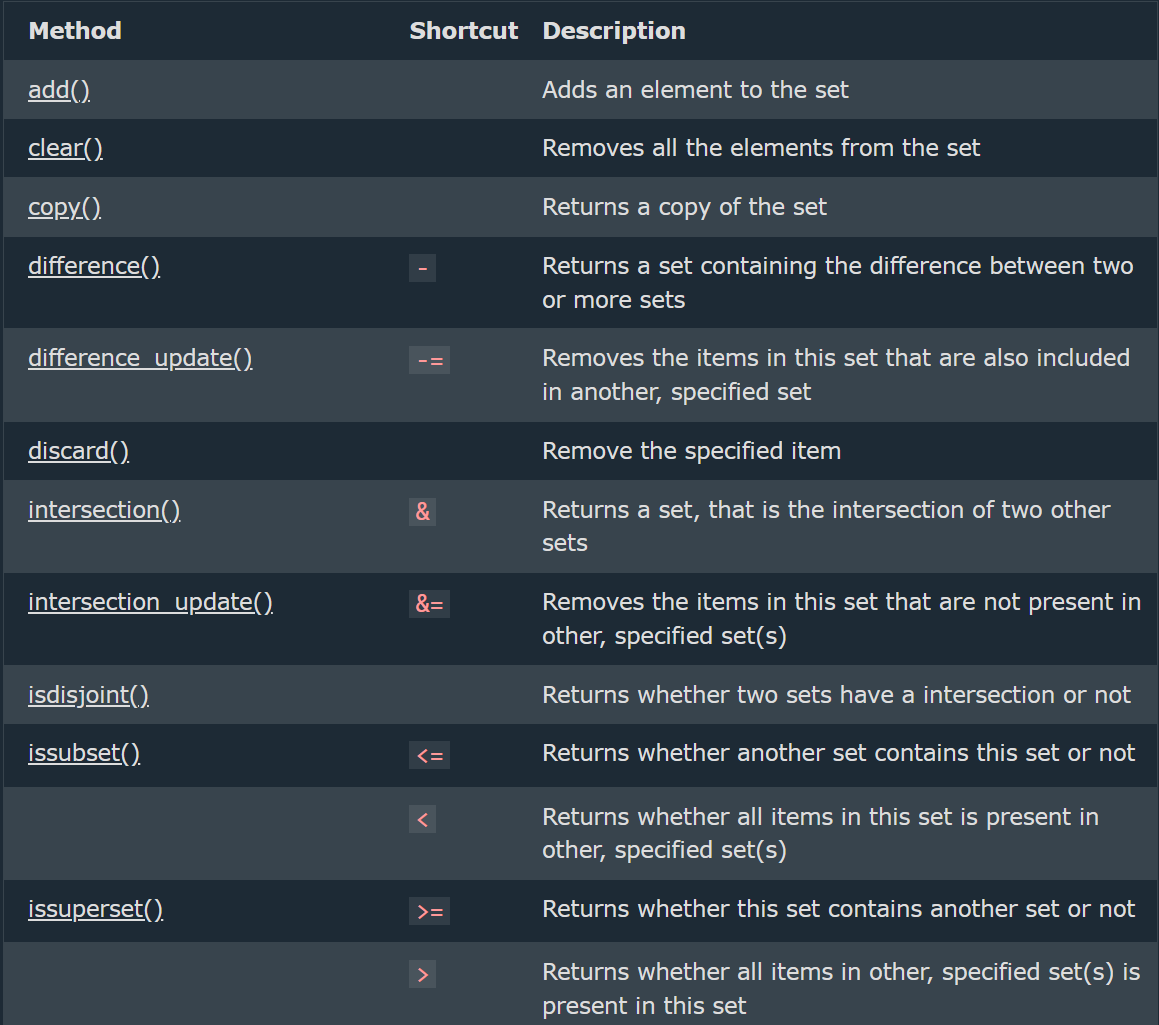 Method Shortcut Description
add() Adds an element to the set
clear() Removes all the elements from the set
copy() Returns a copy of the set
difference() - Returns a set containing the difference between two
or more sets
difference_update() -= Removes the items in this set that are also included
in another, specified set
discard() Remove the specified item
intersection() & Returns a set, that is the intersection of two other
sets
intersection_update() &= Removes the items in this set that are not present in
other, specified set(s)
isdisjoint() Returns whether two sets have a intersection or not
issubset() <= Returns whether another set contains this set or not
< Returns whether all items in this set is present in
other, specified set(s)
issuperset() >= Returns whether this set contains another set or not
> Returns whether all items in other, specified set(s) is
present in this set